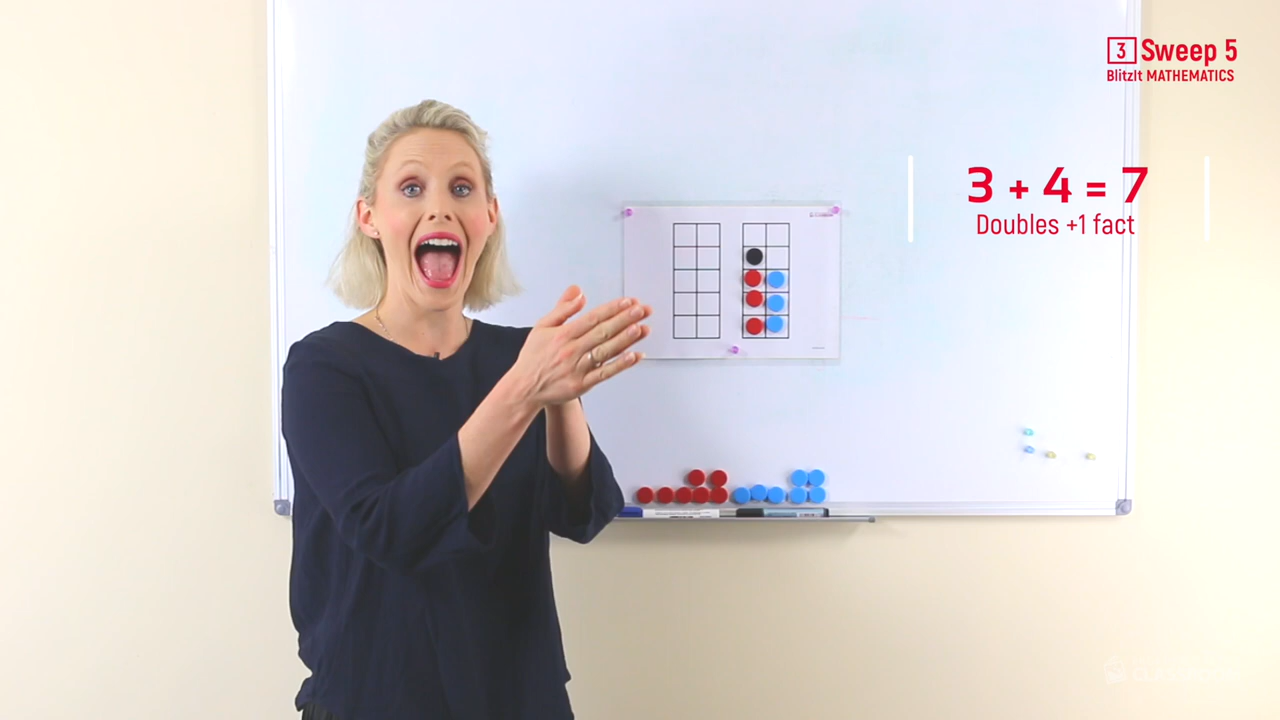 3 Sweep 5
BlitzIt MATHEMATICS
3 + 4 = 7
Doubles +1 fact